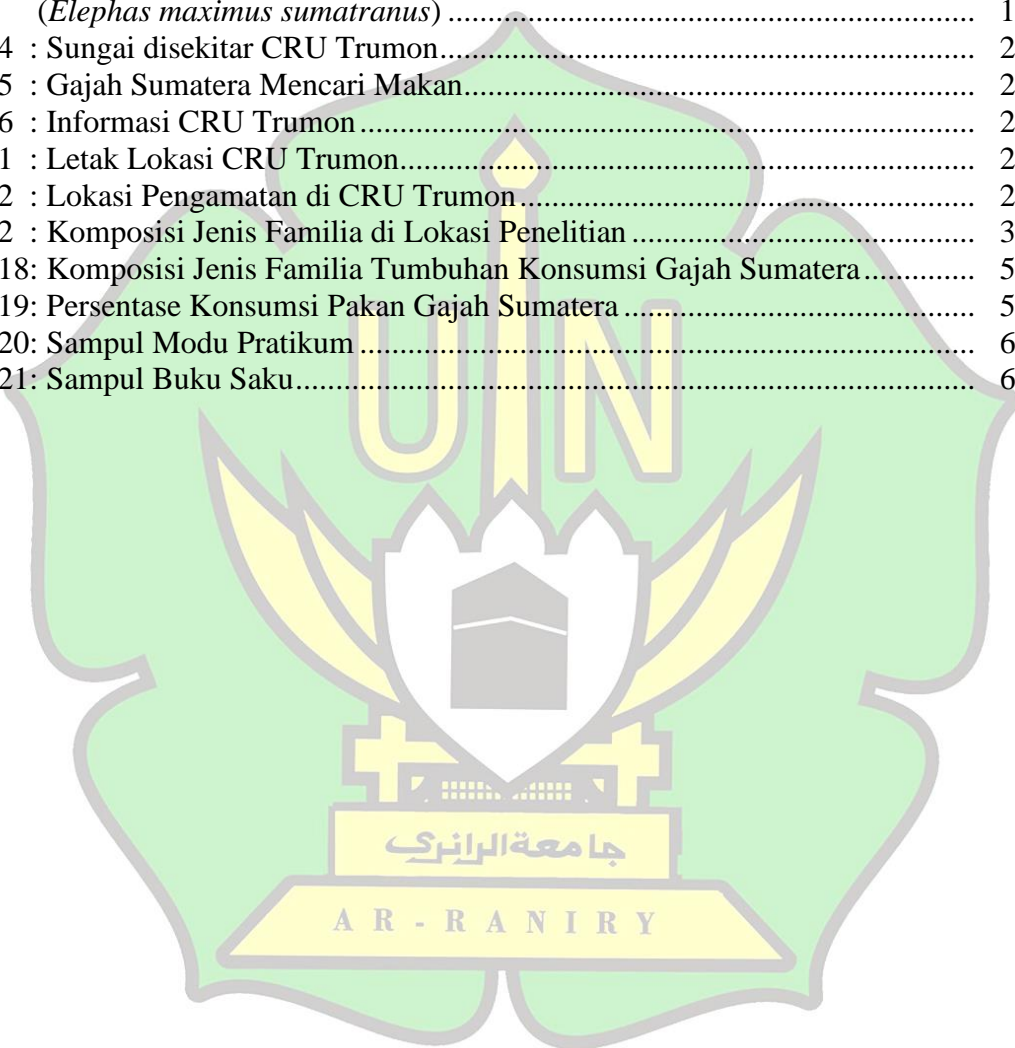 (Elephas maximus sumatranus) ........................................................................... 1
4 : Sungai disekitar CRU Trumon............................................................................ 2
5 : Gajah Sumatera Mencari Makan......................................................................... 2
6 : Informasi CRU Trumon ....................................................................................... 2
1 : Letak Lokasi CRU Trumon.................................................................................. 2
2 : Lokasi Pengamatan di CRU Trumon ................................................................. 2
2 : Komposisi Jenis Familia di Lokasi Penelitian ................................................. 3
18: Komposisi Jenis Familia Tumbuhan Konsumsi Gajah Sumatera ................ 5
19: Persentase Konsumsi Pakan Gajah Sumatera .................................................. 5
20: Sampul Modu Pratikum ........................................................................................ 6
21: Sampul Buku Saku.................................................................................................. 6
UIN
جامعة الرانري
AR-RANIRY